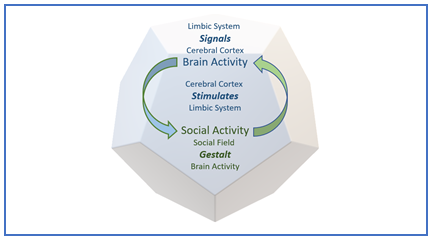 Limbic System
Signals
Cerebral Cortex
Brain Activity
Cerebral Cortex
Stimulates
Limbic System
Social Activity
Social Field
Gestalt
Brain Activity